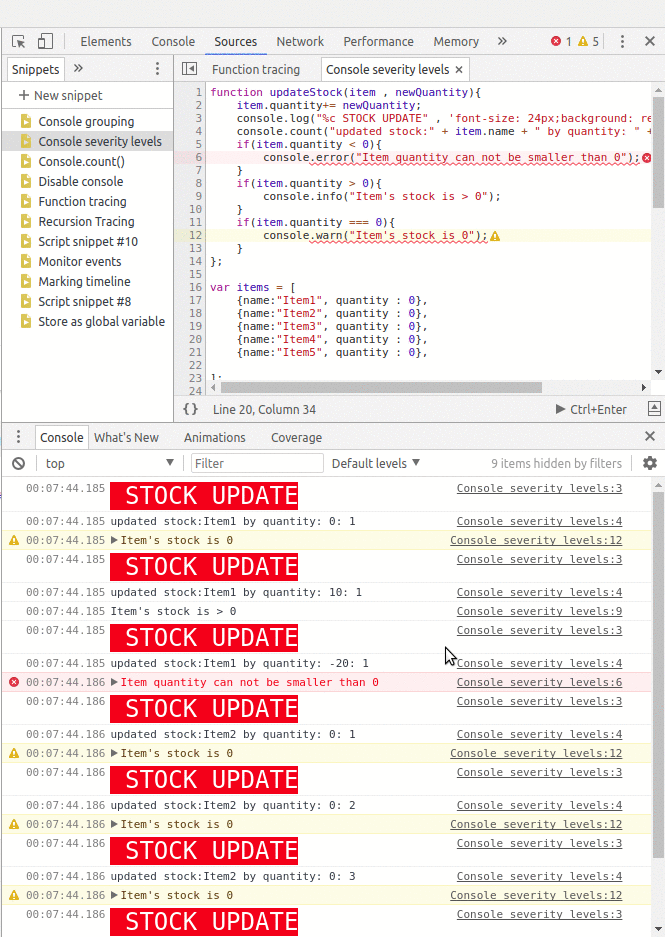 Elements Console Sources Network Performance Memory » 1 5
Snippets » Function tracing Console severity levels ×
+ New snippet
Console grouping
Console severity levels
Console.count()
Disable console
Function tracing
Recursion Tracing
Script snippet #10
Monitor events
Marking timeline
Script snippet #8
Store as global variable
1 function updateStock(item , newQuantity){
2 item.quantity+= newQuantity;
3 console.log("%c STOCK UPDATE" , 'font-size: 24px;background: re
4 console.count("updated stock:" + item.name + " by quantity: " +
5 if(item.quantity < 0){
6 console.error("Item quantity can not be smaller than 0");
7 }
8 if(item.quantity > 0){
9 console.info("Item's stock is > 0");
10 }
11 if(item.quantity === 0){
12 console.warn("Item's stock is 0");
13 }
14 };
15
16 var items = [
17 {name:"Item1", quantity : 0},
18 {name:"Item2", quantity : 0},
19 {name:"Item3", quantity : 0},
20 {name:"Item4", quantity : 0},
21 {name:"Item5", quantity : 0},
22
23 ];
24
{} Line 20, Column 34 Ctrl+Enter
Console What's New Animations Coverage
top Filter Default levels 9 items hidden by filters
00:07:44.185 STOCK UPDATE Console severity levels:3
00:07:44.185 updated stock:Item1 by quantity: 0: 1 Console severity levels:4
00:07:44.185 Item's stock is 0 Console severity levels:12
00:07:44.185 STOCK UPDATE Console severity levels:3
00:07:44.185 updated stock:Item1 by quantity: 10: 1 Console severity levels:4
00:07:44.185 Item's stock is > 0 Console severity levels:9
00:07:44.185 STOCK UPDATE Console severity levels:3
00:07:44.185 updated stock:Item1 by quantity: -20: 1 Console severity levels:4
00:07:44.186 Item quantity can not be smaller than 0 Console severity levels:6
00:07:44.186 STOCK UPDATE Console severity levels:3
00:07:44.186 updated stock:Item2 by quantity: 0: 1 Console severity levels:4
00:07:44.186 Item's stock is 0 Console severity levels:12
00:07:44.186 STOCK UPDATE Console severity levels:3
00:07:44.186 updated stock:Item2 by quantity: 0: 2 Console severity levels:4
00:07:44.186 Item's stock is 0 Console severity levels:12
00:07:44.186 STOCK UPDATE Console severity levels:3
00:07:44.186 updated stock:Item2 by quantity: 0: 3 Console severity levels:4
00:07:44.186 Item's stock is 0 Console severity levels:12
00:07:44.186 STOCK UPDATE Console severity levels:3